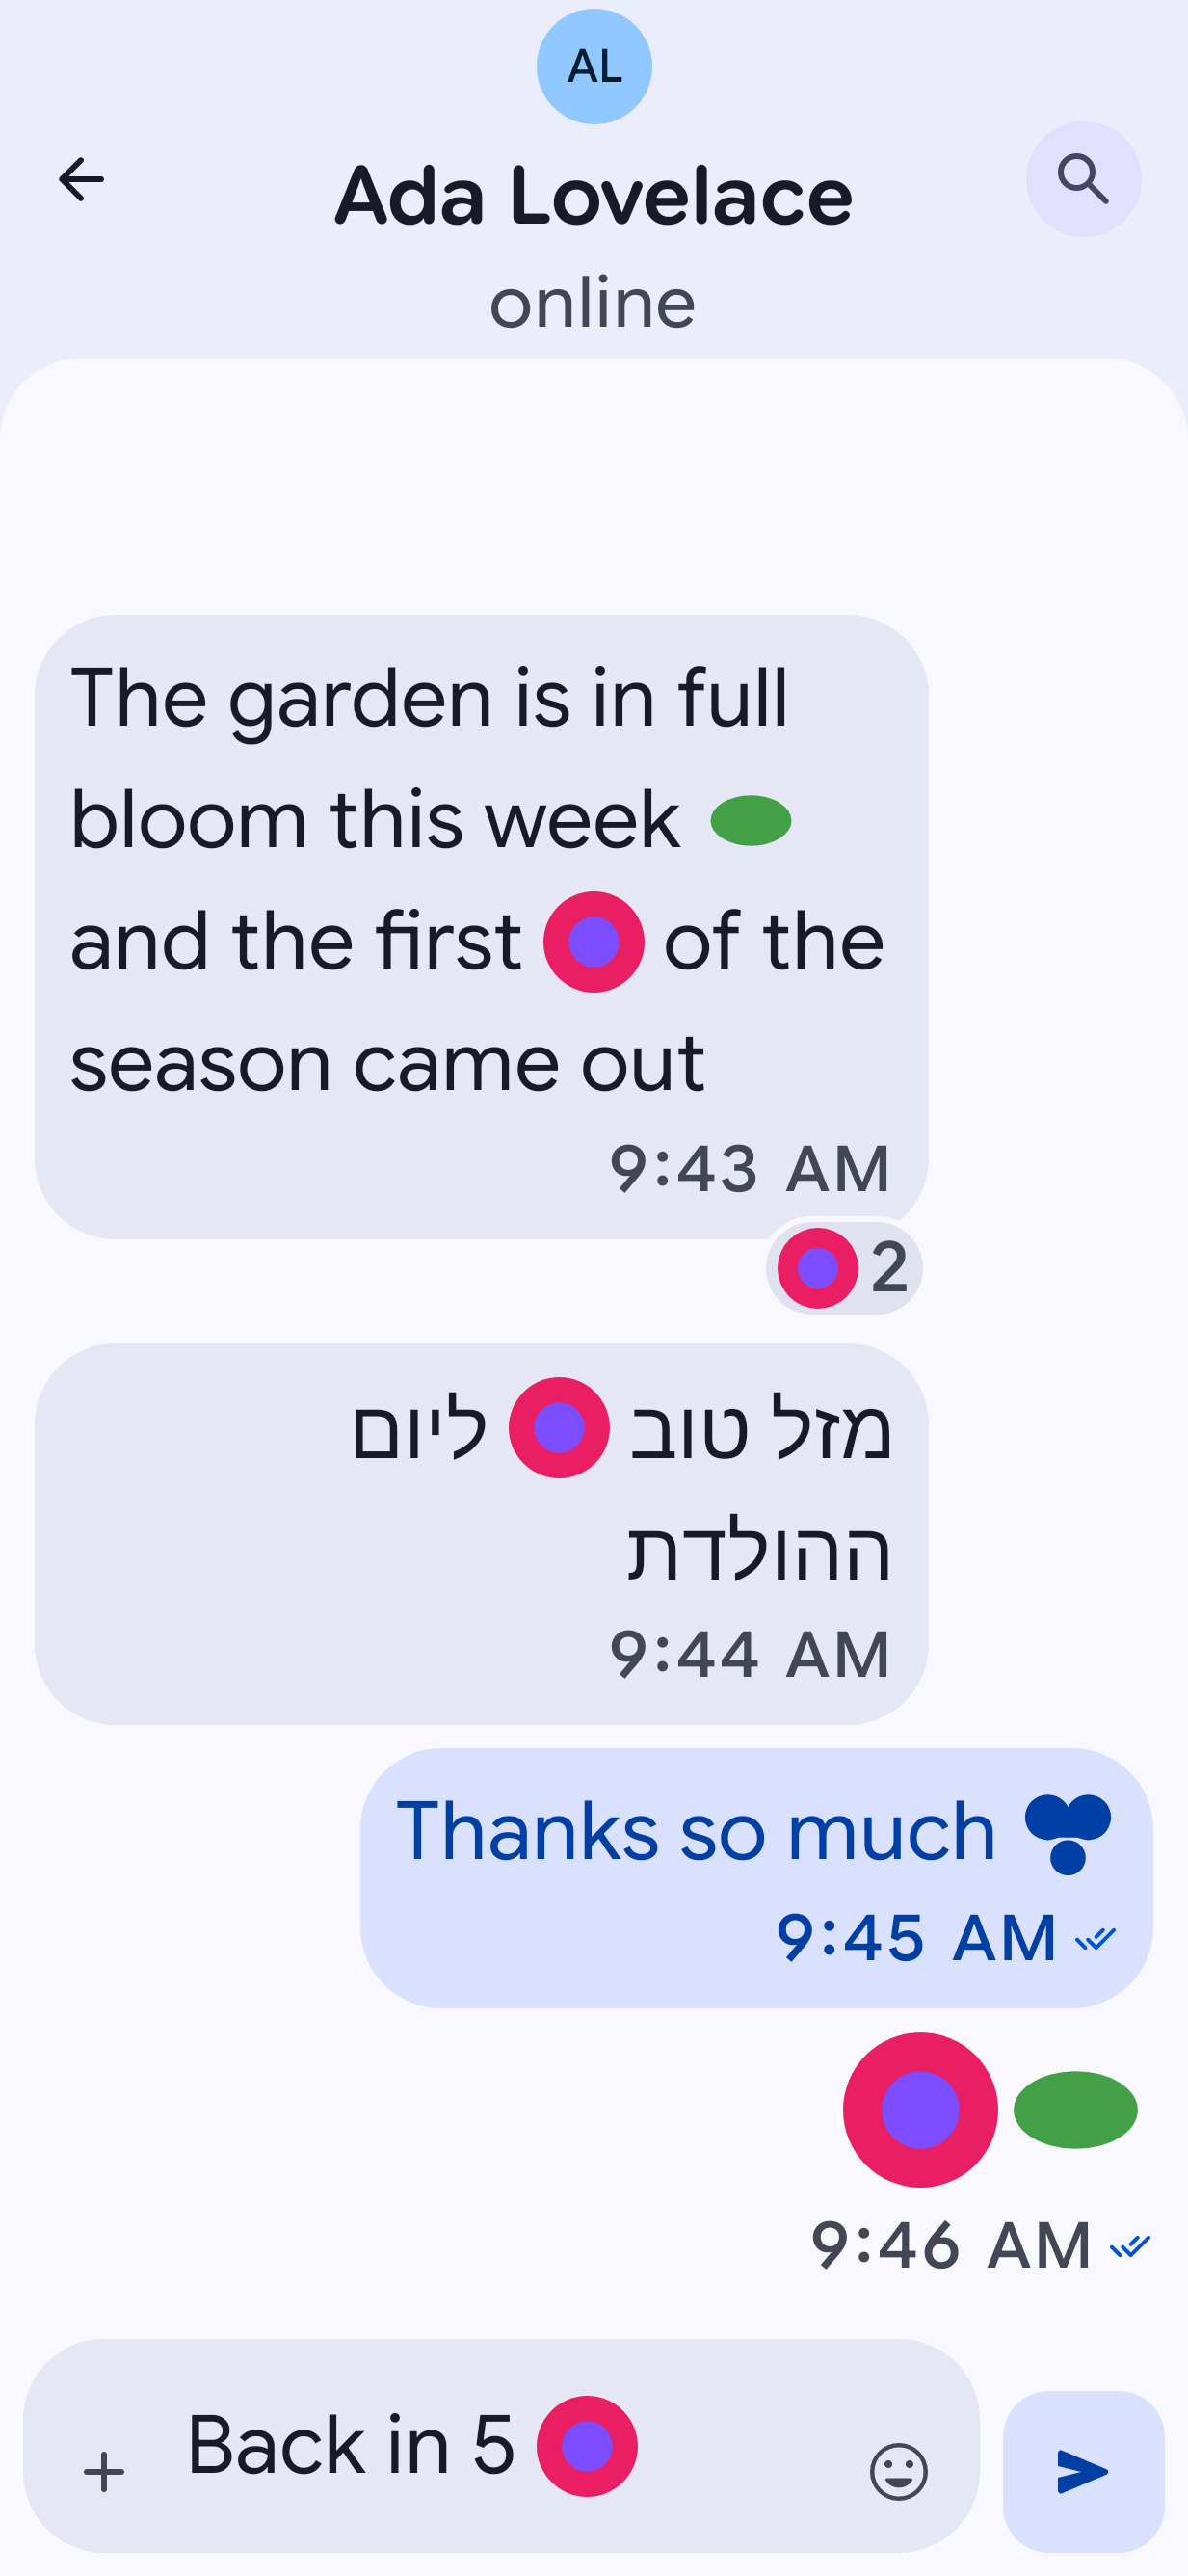 AL
Ada Lovelace
online
The garden is in full
bloom this week
and the first of the
season came out
9:43 AM
2
מזל טוב ליום
ההולדת
9:44 AM
Thanks so much
9:45 AM
9:46 AM
Back in 5